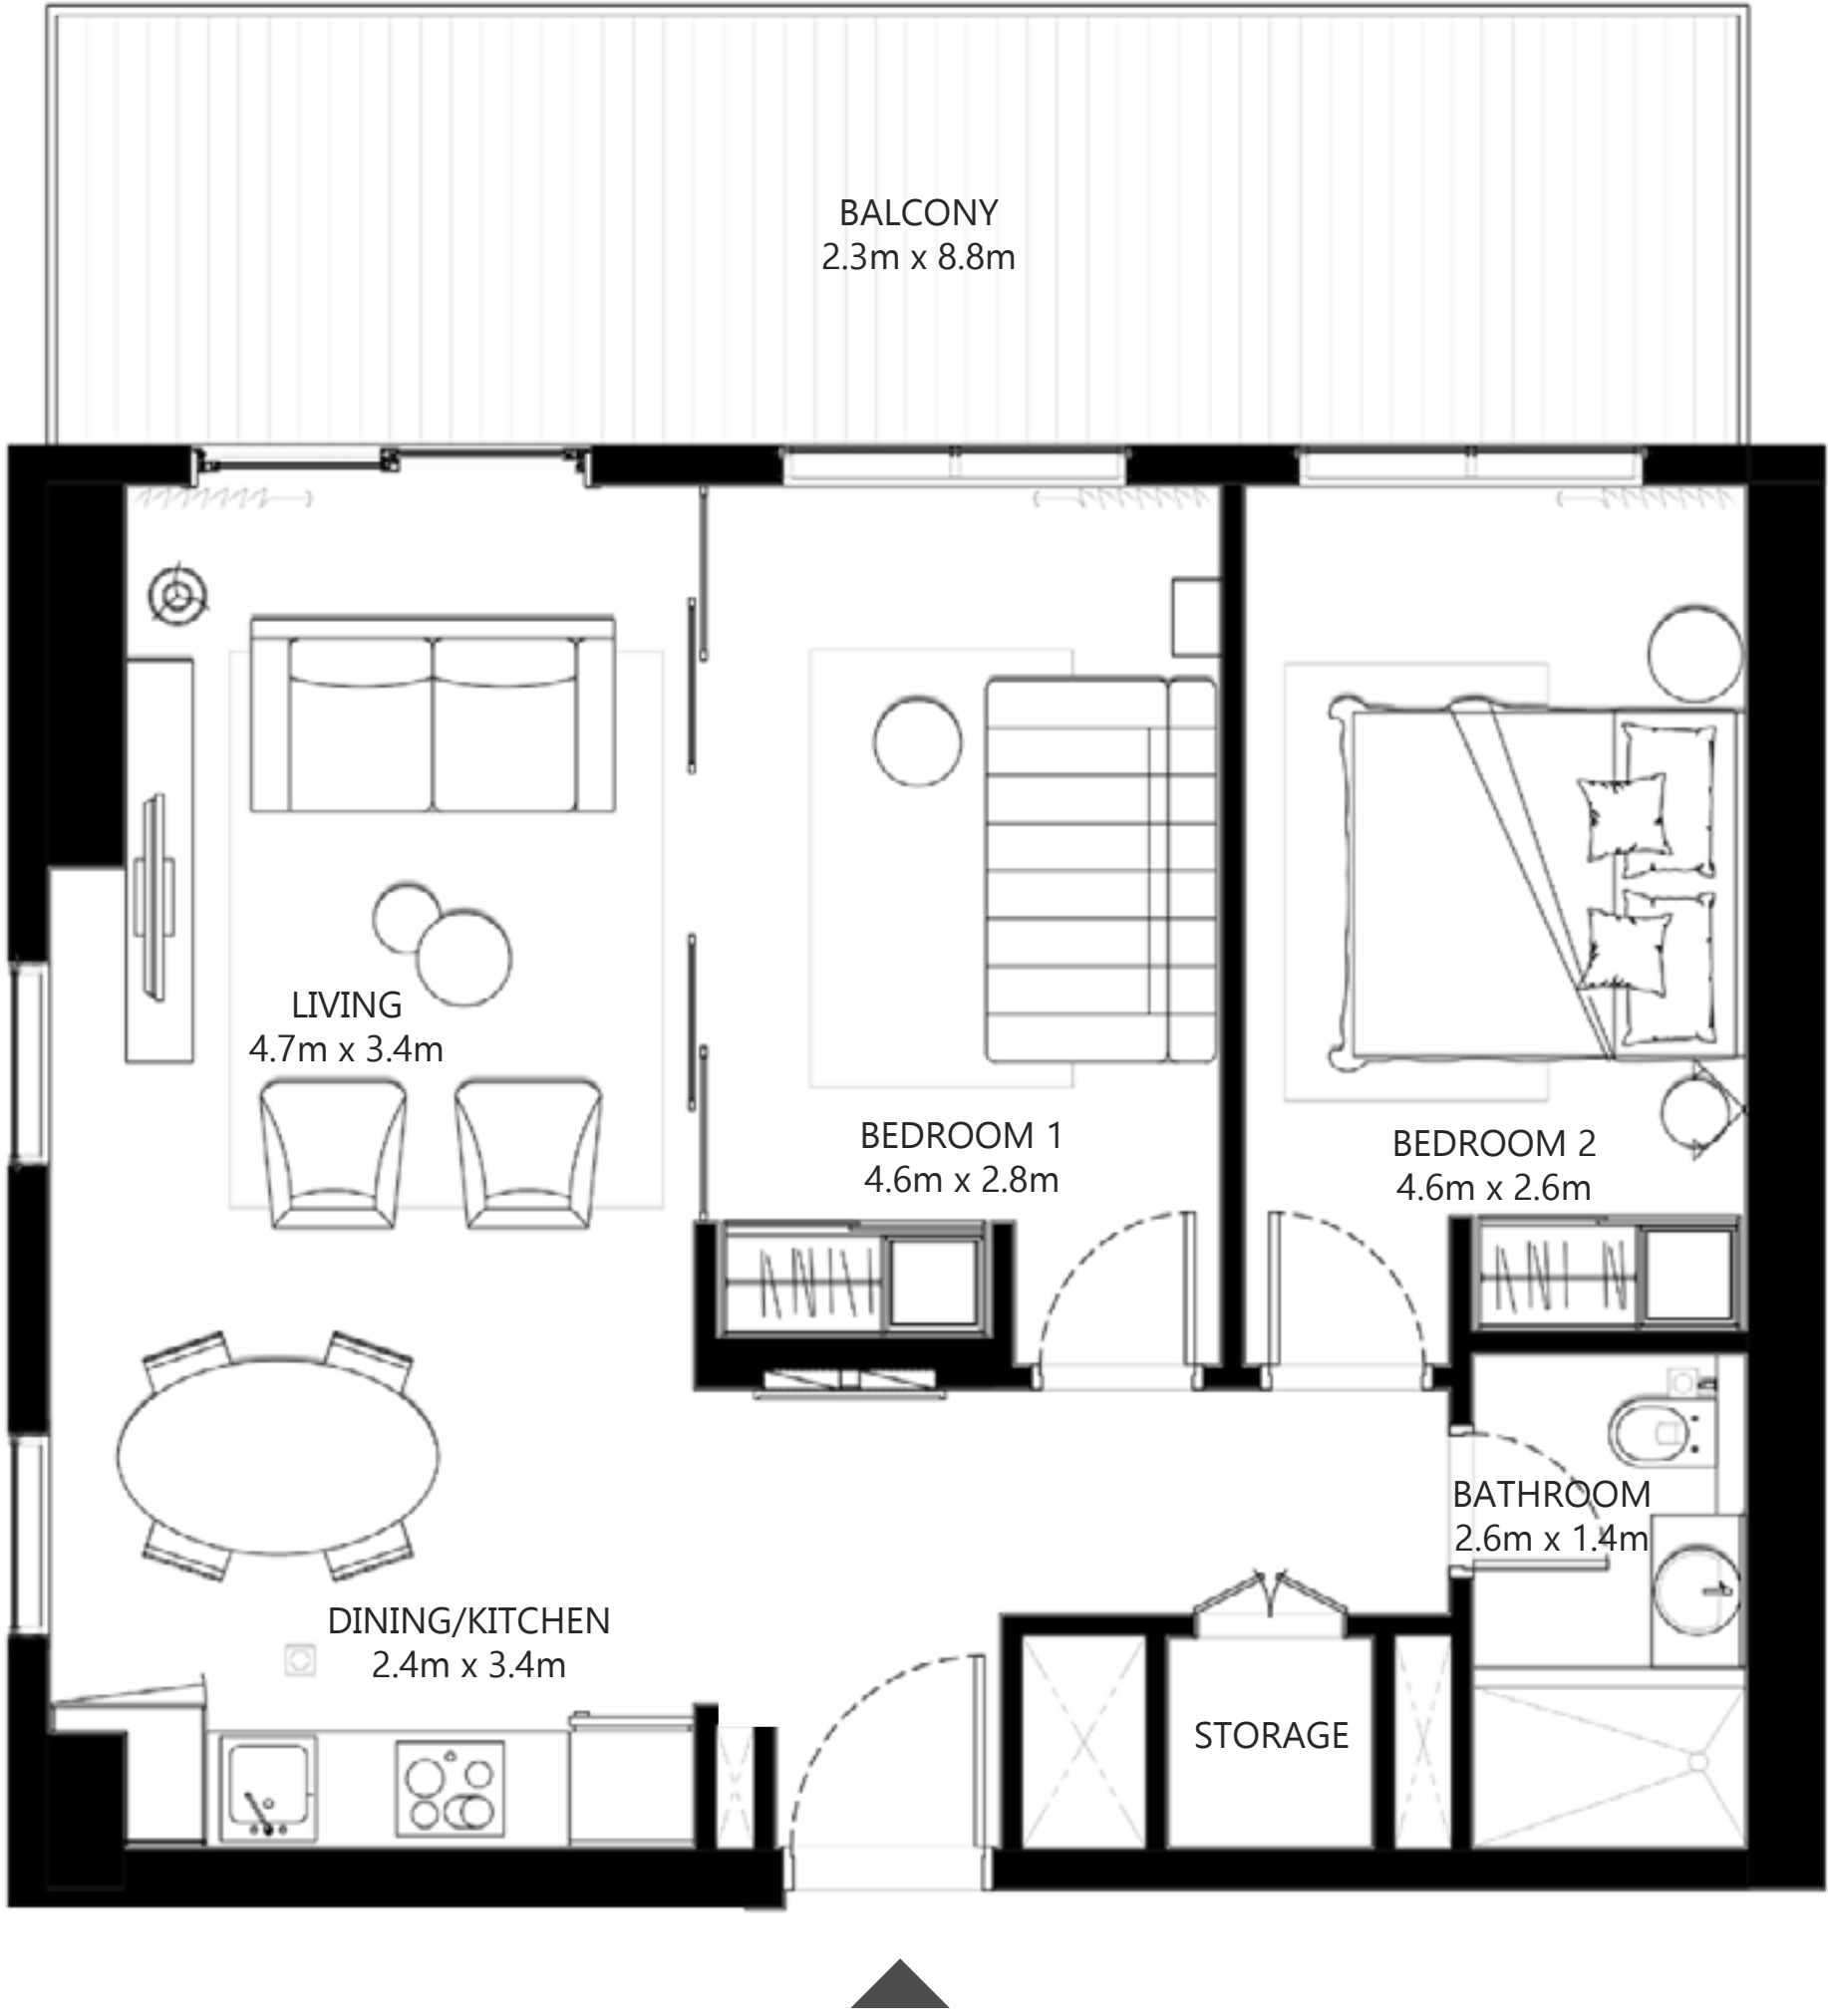 BALCONY
2.3m x 8.8m
LIVING
4.7m x 3.4m
BEDROOM 1
4.6m x 2.8m
BEDROOM 2
4.6m x 2.6m
BATHROOM
2.6m x 1.4m
DINING/KITCHEN
2.4m x 3.4m
STORAGE